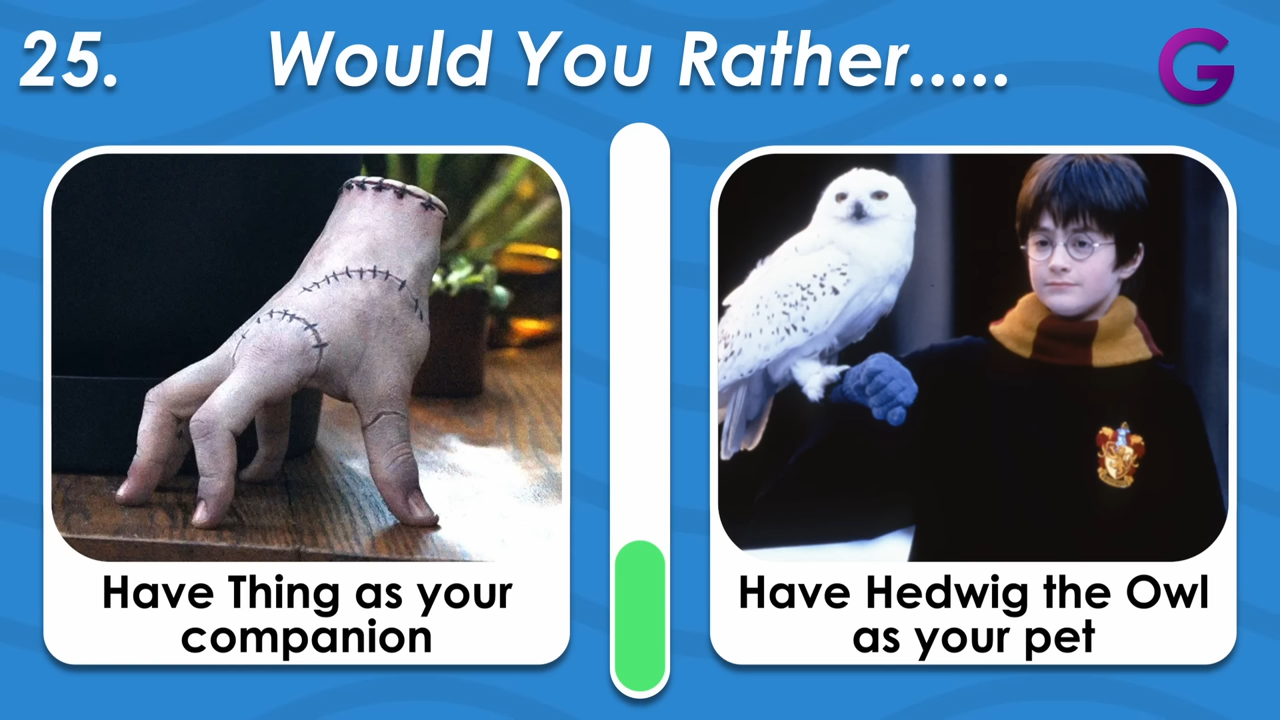 25.
Would You Rather.....
G
Have Thing as your
companion
Have Hedwig the Owl
as your pet